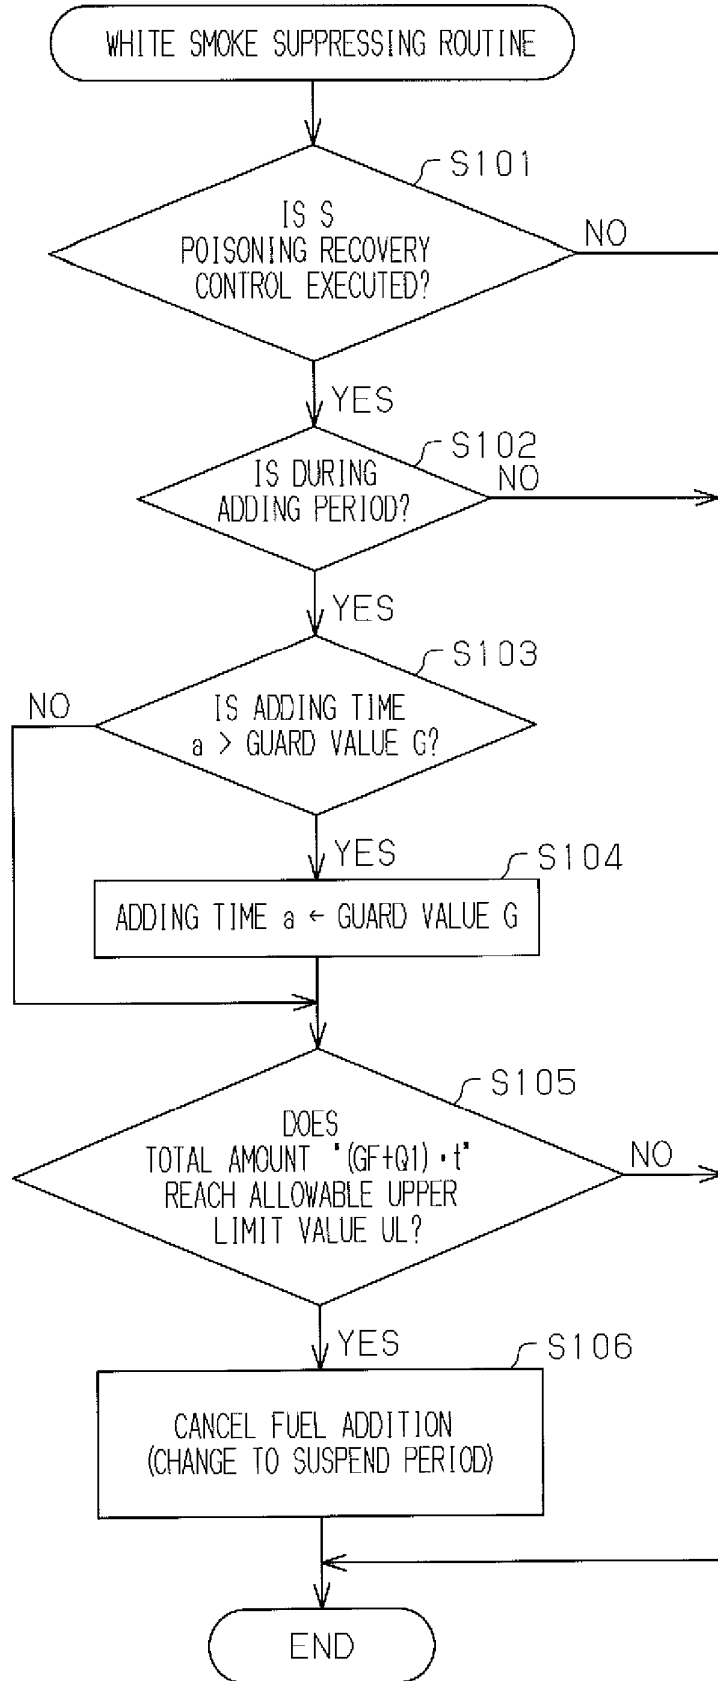 WHITE SMOKE SUPPRESSING ROUTINE
S101
IS S
POISONING RECOVERY
CONTROL EXECUTED?
NO
YES
S102
IS DURING
ADDING PERIOD?
NO
YES
S103
IS ADDING TIME
a > GUARD VALUE G?
NO
YES
S104
ADDING TIME a ← GUARD VALUE G
S105
DOES
TOTAL AMOUNT "(GF+Q1)・t"
REACH ALLOWABLE UPPER
LIMIT VALUE UL?
NO
YES
S106
CANCEL FUEL ADDITION
(CHANGE TO SUSPEND PERIOD)
END